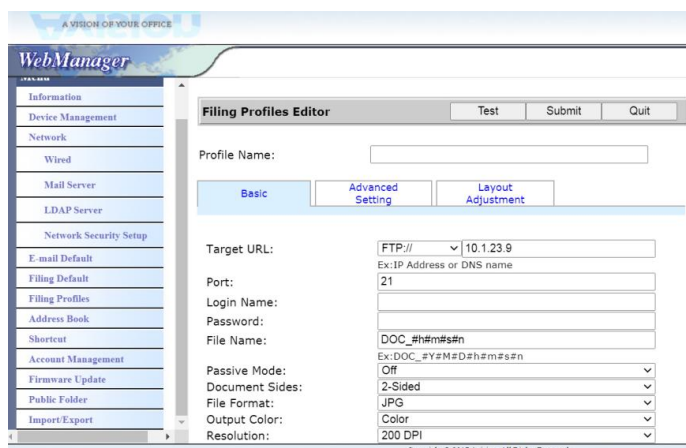 A VISION OF YOUR OFFICE
WebManager
Menu
Information
Device Management
Network
Wired
Mail Server
LDAP Server
Network Security Setup
E-mail Default
Filing Default
Filing Profiles
Address Book
Shortcut
Account Management
Firmware Update
Public Folder
Import/Export
Filing Profiles Editor Test Submit Quit
Profile Name:
Basic Advanced Setting Layout Adjustment
Target URL: FTP:// 10.1.23.9
Ex:IP Address or DNS name
Port: 21
Login Name:
Password:
File Name: DOC_#h#m#s#n
Ex:DOC_#Y#M#D#h#m#s#n
Passive Mode: Off
Document Sides: 2-Sided
File Format: JPG
Output Color: Color
Resolution: 200 DPI